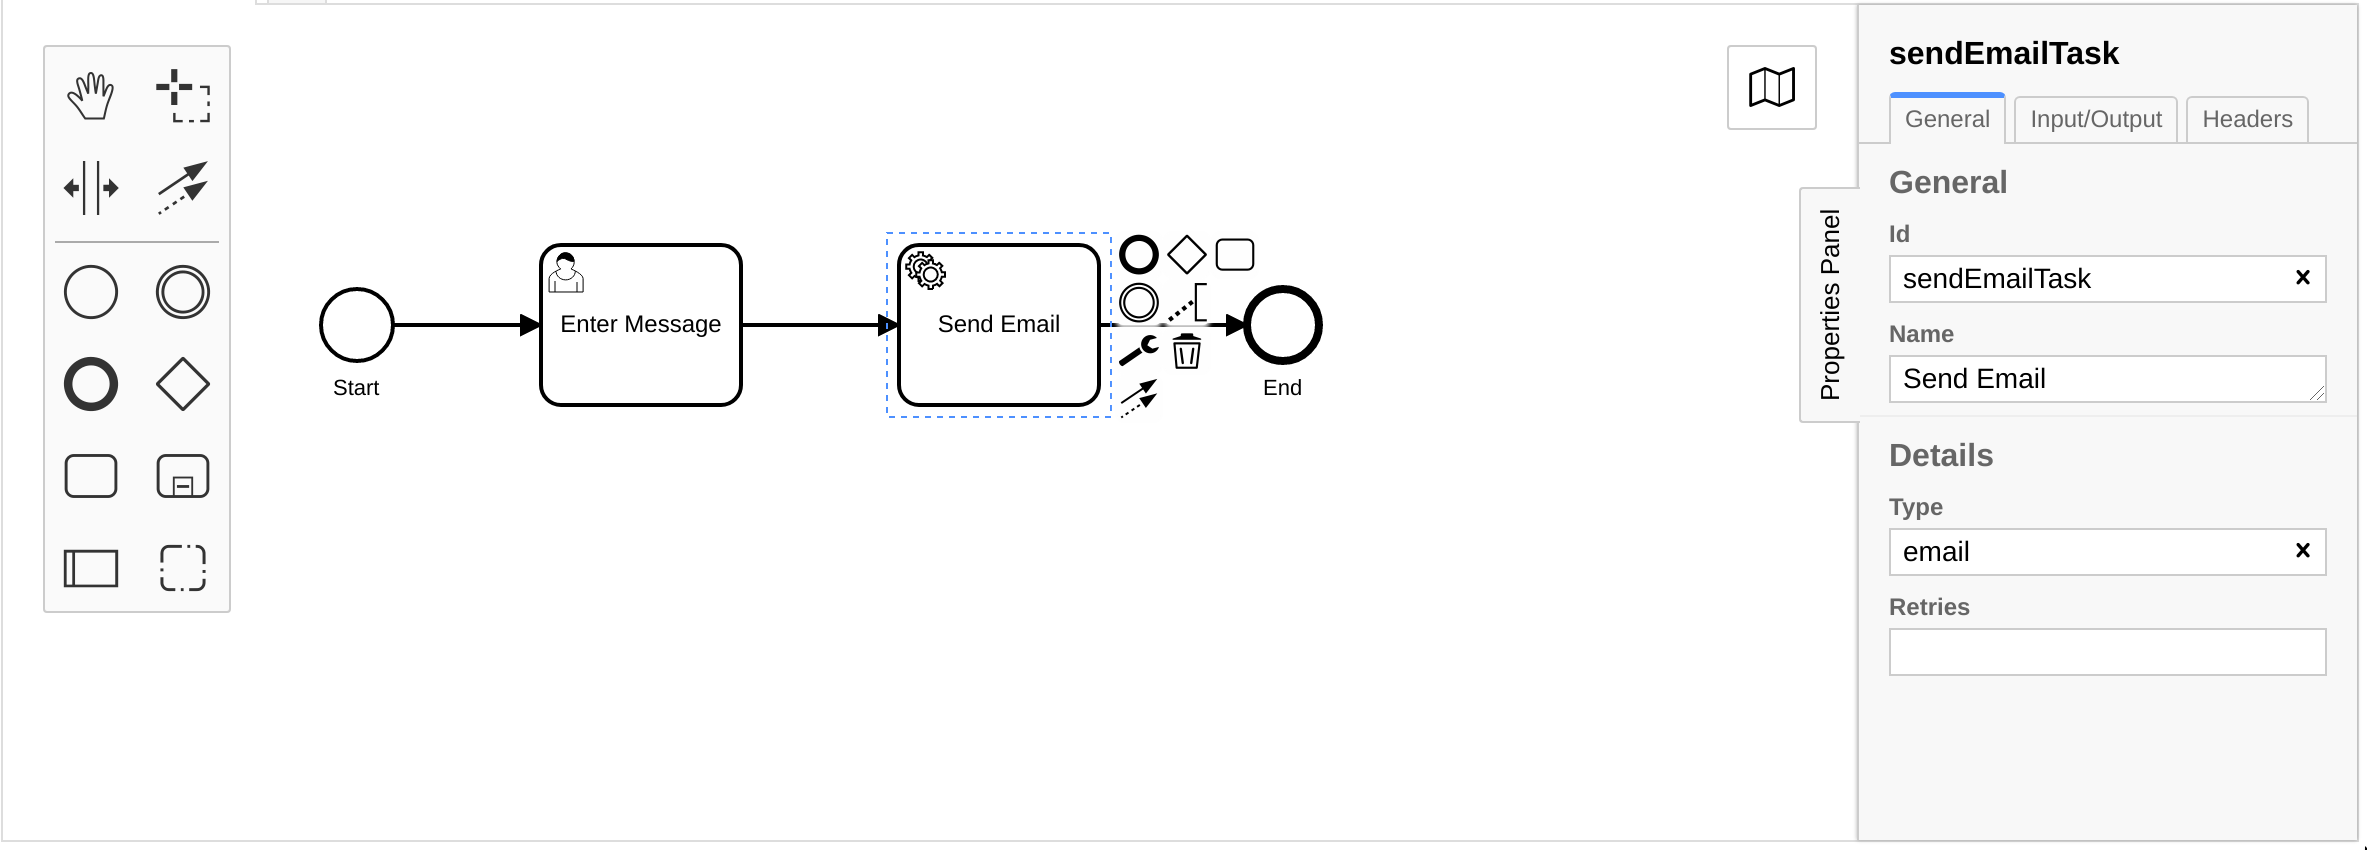 Start
Enter Message
Send Email
End
Properties Panel
sendEmailTask
General
Input/Output
Headers
General
Id
sendEmailTask
Name
Send Email
Details
Type
email
Retries